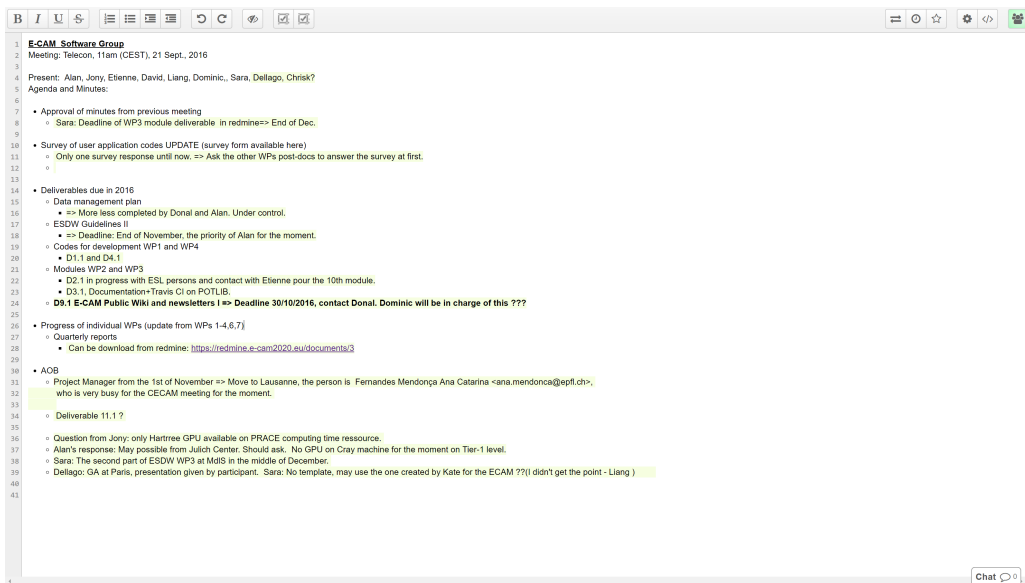 B I U S
E-CAM Software Group
Meeting: Telecon, 11am (CEST), 21 Sept., 2016
Present: Alan, Jony, Etienne, David, Liang, Dominic,, Sara, Dellago, Chrisk?
Agenda and Minutes:
Approval of minutes from previous meeting
Sara: Deadline of WP3 module deliverable in redmine=> End of Dec.
Survey of user application codes UPDATE (survey form available here)
Only one survey response until now. => Ask the other WPs post-docs to answer the survey at first.
Deliverables due in 2016
Data management plan
=> More less completed by Donal and Alan. Under control.
ESDW Guidelines II
=> Deadline: End of November, the priority of Alan for the moment.
Codes for development WP1 and WP4
D1.1 and D4.1
Modules WP2 and WP3
D2.1 in progress with ESL persons and contact with Etienne pour the 10th module.
D3.1, Documentation+Travis CI on POTLIB.
D9.1 E-CAM Public Wiki and newsletters I => Deadline 30/10/2016, contact Donal. Dominic will be in charge of this ???
Progress of individual WPs (update from WPs 1-4,6,7)
Quarterly reports
Can be download from redmine: https://redmine.e-cam2020.eu/documents/3
AOB
Project Manager from the 1st of November => Move to Lausanne, the person is Fernandes Mendonça Ana Catarina <ana.mendonca@epfl.ch>,
who is very busy for the CECAM meeting for the moment.
Deliverable 11.1 ?
Question from Jony: only Hartrree GPU available on PRACE computing time ressource.
Alan's response: May possible from Julich Center. Should ask. No GPU on Cray machine for the moment on Tier-1 level.
Sara: The second part of ESDW WP3 at MdlS in the middle of December.
Dellago: GA at Paris, presentation given by participant. Sara: No template, may use the one created by Kate for the ECAM ??(I didn't get the point - Liang )
Chat 0